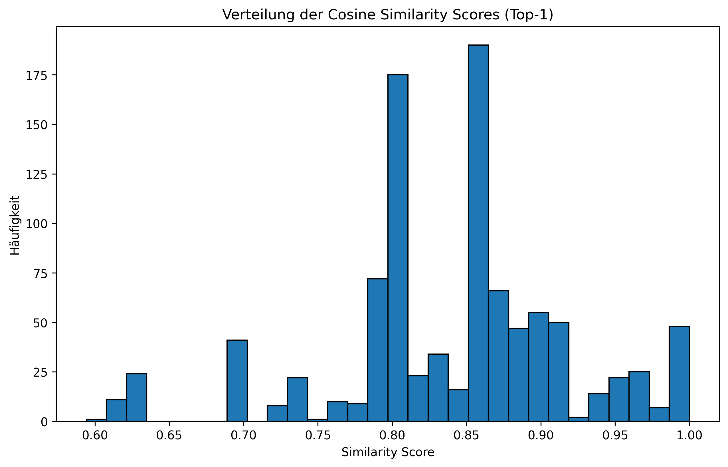 Verteilung der Cosine Similarity Scores (Top-1)
175
150
125
100
75
50
25
0
Häufigkeit
0.60 0.65 0.70 0.75 0.80 0.85 0.90 0.95 1.00
Similarity Score